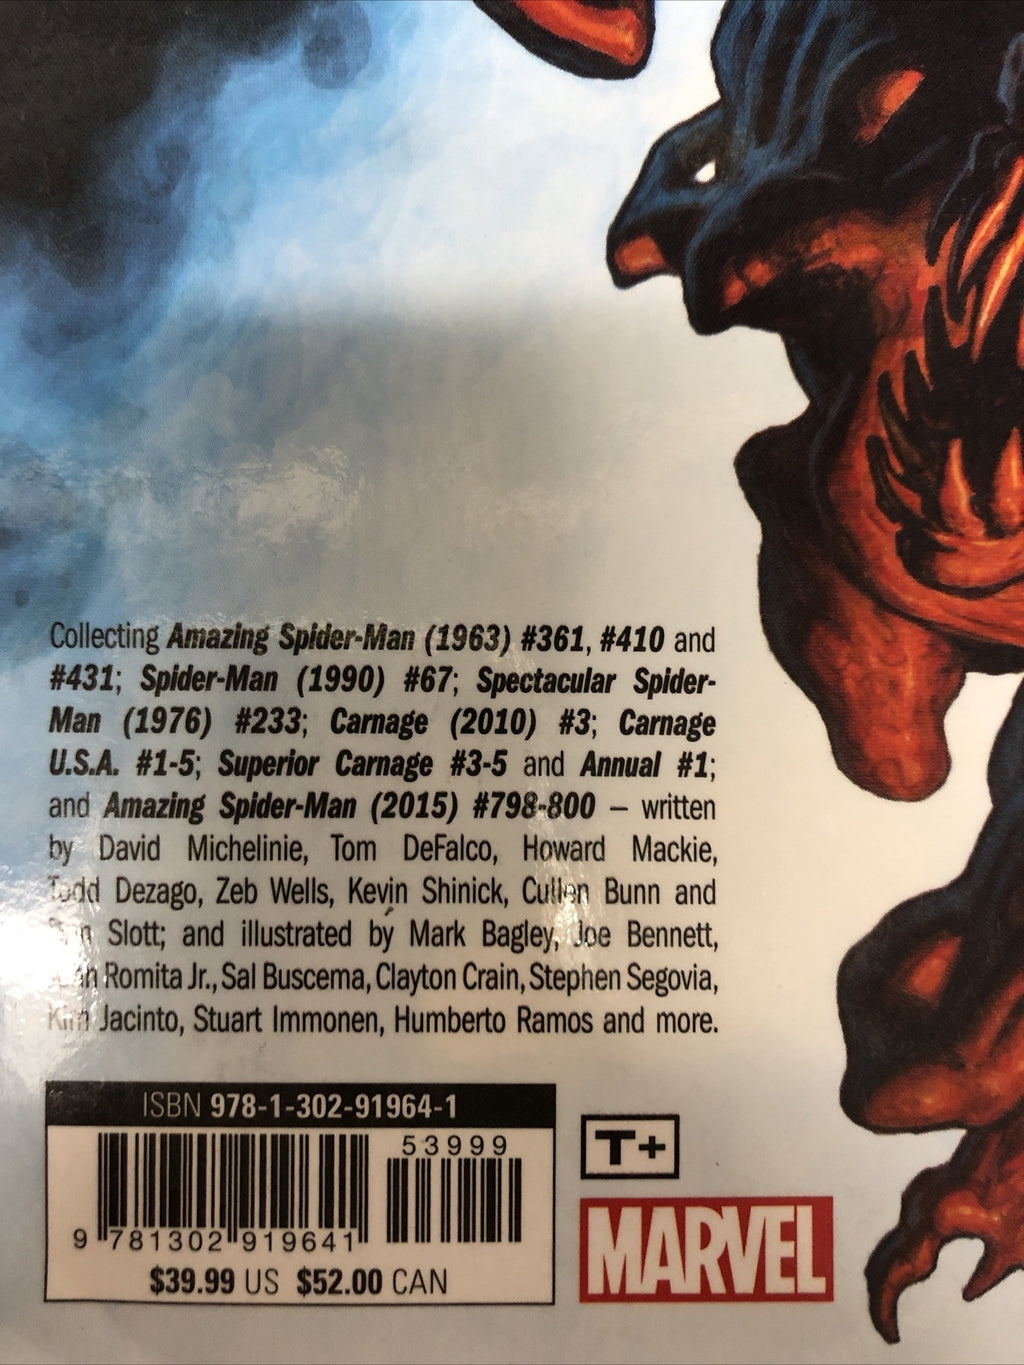 Collecting Amazing Spider-Man (1963) #361, #410 and
#431; Spider-Man (1990) #67; Spectacular Spider-
Man (1976) #233; Carnage (2010) #3; Carnage
U.S.A. #1-5; Superior Carnage #3-5 and Annual #1;
and Amazing Spider-Man (2015) #798-800 – written
by David Michelinie, Tom DeFalco, Howard Mackie,
Todd Dezago, Zeb Wells, Kevin Shinick, Cullen Bunn and
Slott; and illustrated by Mark Bagley, Joe Bennett,
Romita Jr., Sal Buscema, Clayton Crain, Stephen Segovia,
Kim Jacinto, Stuart Immonen, Humberto Ramos and more.
ISBN 978-1-302-91964-1
53999
9 781302 919641
$39.99 US $52.00 CAN
T+
MARVEL